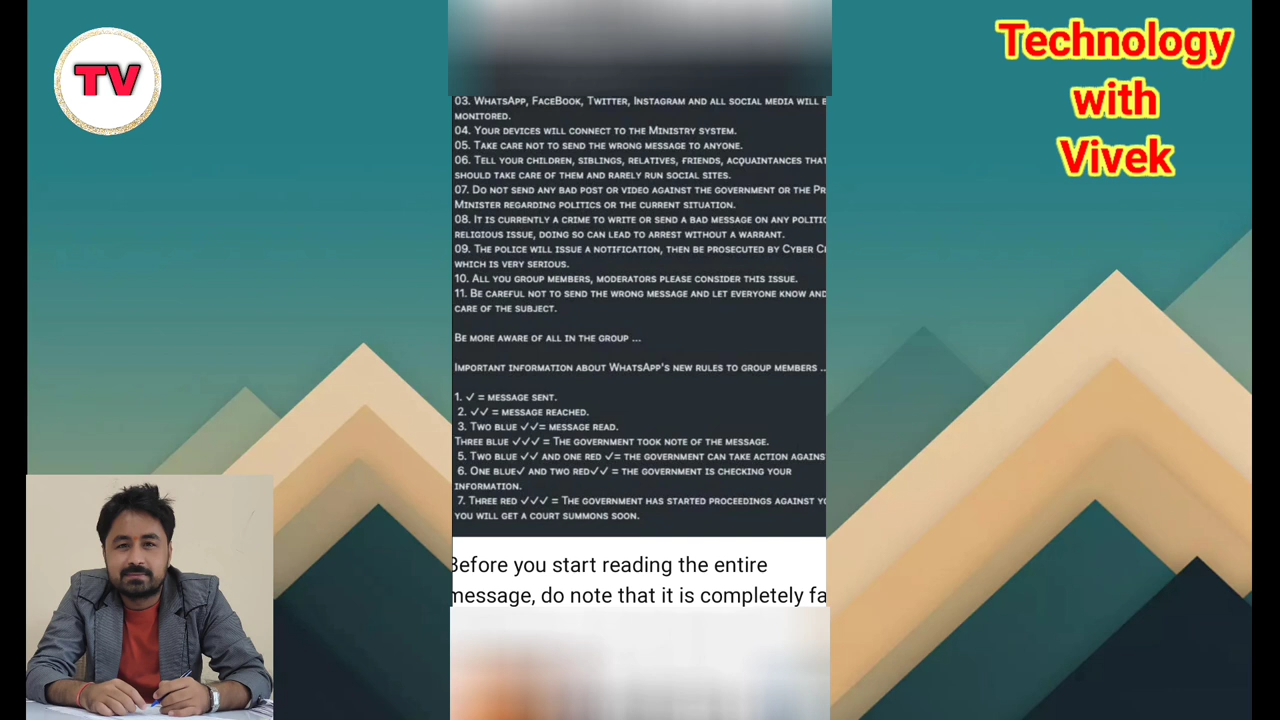 TV
Technology
with
Vivek
03. WhatsApp, FaceBook, Twitter, Instagram and all social media will
monitored.
04. Your devices will connect to the Ministry system.
05. Take care not to send the wrong message to anyone.
06. Tell your children, siblings, relatives, friends, acquaintances that
should take care of them and rarely run social sites.
07. Do not send any bad post or video against the government or the
Minister regarding politics or the current situation.
08. It is currently a crime to write or send a bad message on any
religious issue, doing so can lead to arrest without a warrant.
09. The police will issue a notification, then be prosecuted by Cyber
which is very serious.
10. All you group members, moderators please consider this issue.
11. Be careful not to send the wrong message and let everyone know and
care of the subject.
Be more aware of all in the group ...
Important information about WhatsApp's new rules to group members ..
1. ✓ = message sent.
2. ✓✓ = message reached.
3. Two blue ✓✓= message read.
Three blue ✓✓✓ = The government took note of the message.
5. Two blue ✓✓ and one red ✓= the government can take action
6. One blue✓ and two red✓✓ = the government is checking your
information.
7. Three red ✓✓✓ = The government has started proceedings against
you will get a court summons soon.
Before you start reading the entire
message, do note that it is completely